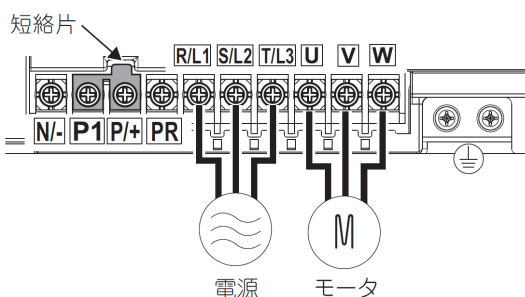 短絡片
R/L1 S/L2 T/L3 U V W
N/- P1 P/+ PR
M
電源 モータ